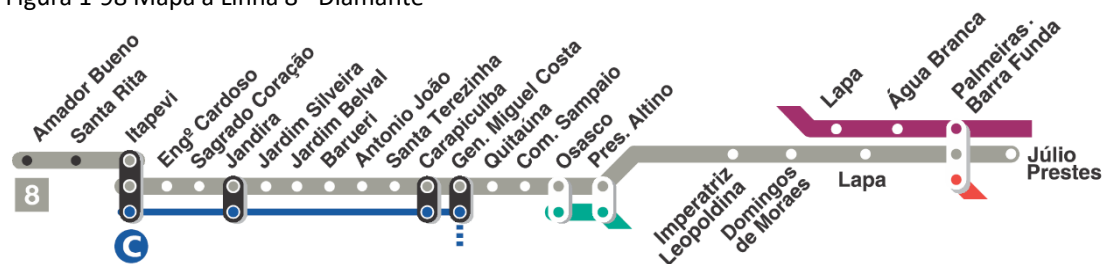 Figura 1-98 Mapa a Linha 8 - Diamante
Amador Bueno
Santa Rita
Itapevi
Engº Cardoso
Sagrado Coração
Jandira
Jardim Silveira
Jardim Belval
Barueri
Antonio João
Santa Terezinha
Carapicuíba
Gen. Miguel Costa
Quitaúna
Com. Sampaio
Osasco
Pres. Altino
Imperatriz
Leopoldina
Domingos
de Moraes
Lapa
Lapa
Água Branca
Palmeiras.
Barra Funda
Júlio
Prestes
8
C